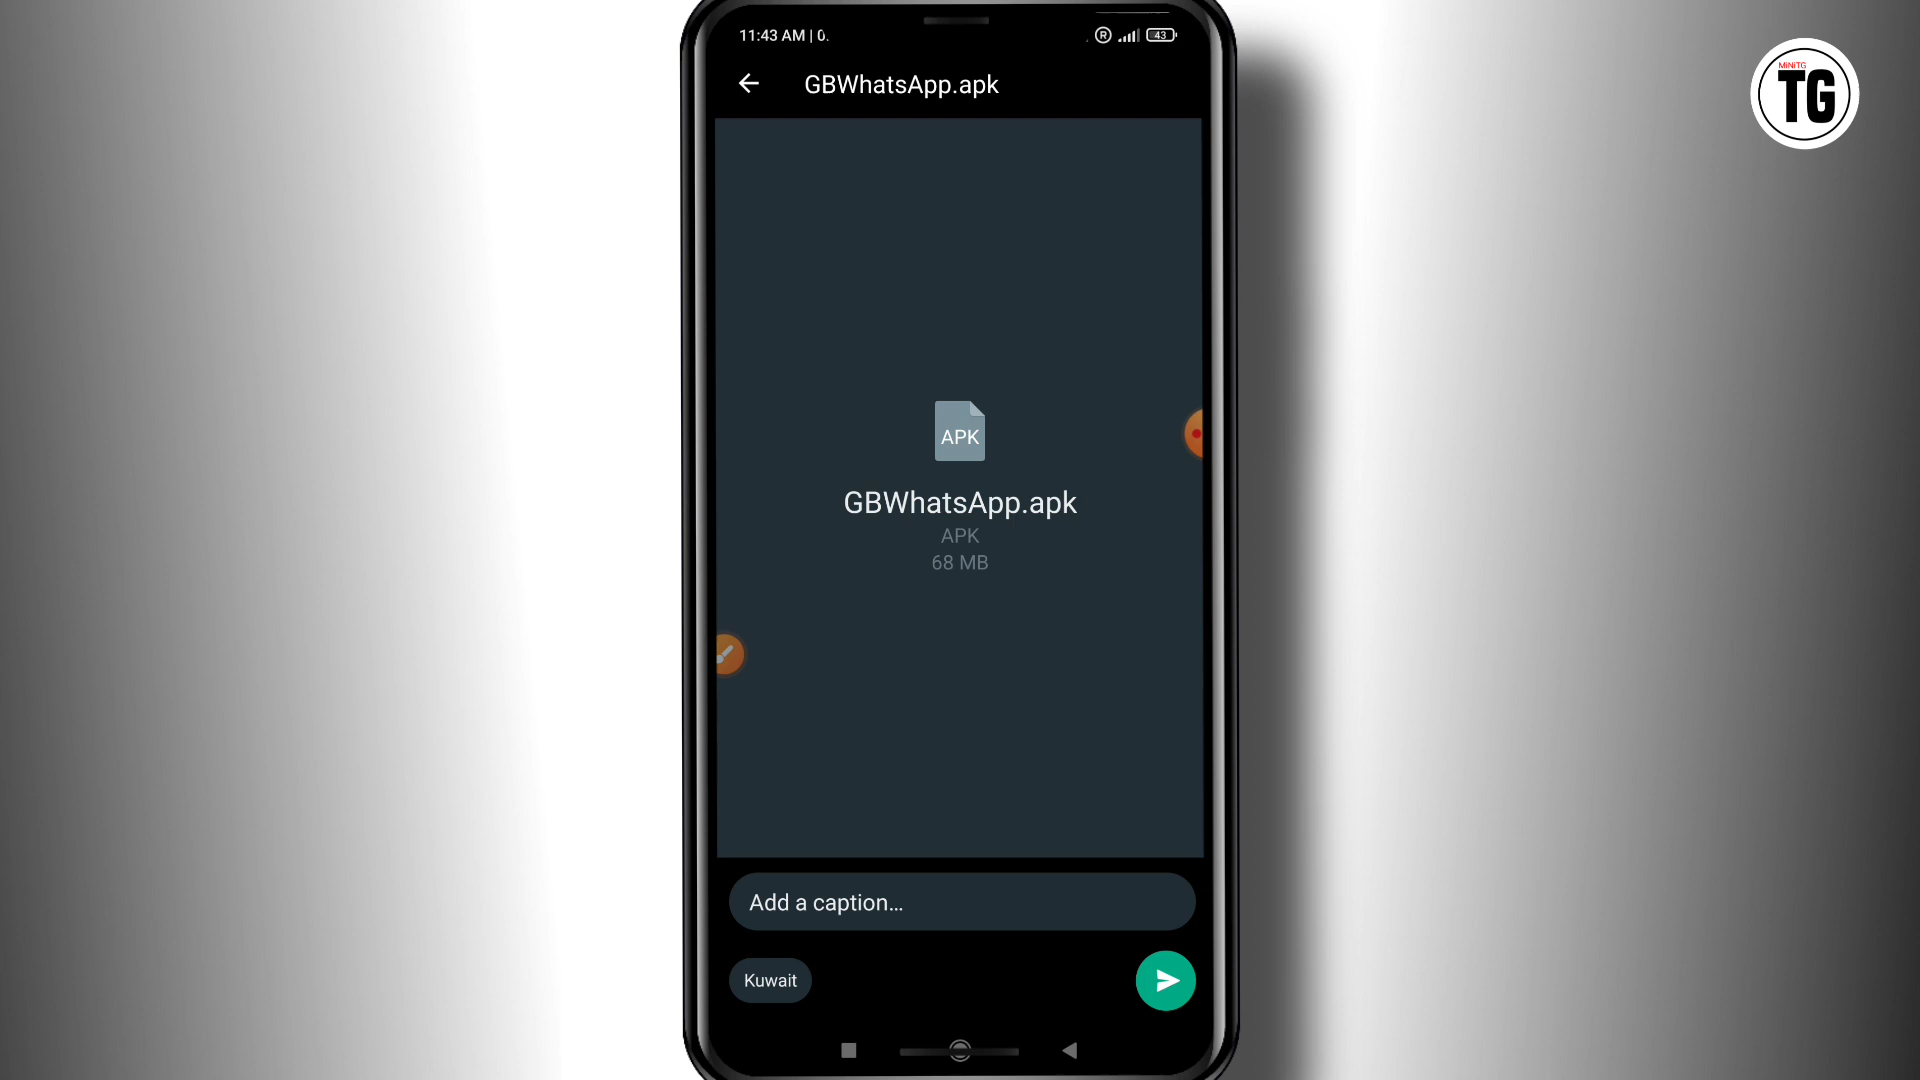 11:43 AM | 0.
R
43
GBWhatsApp.apk
MiNiTG
TG
APK
GBWhatsApp.apk
APK
68 MB
Add a caption...
Kuwait